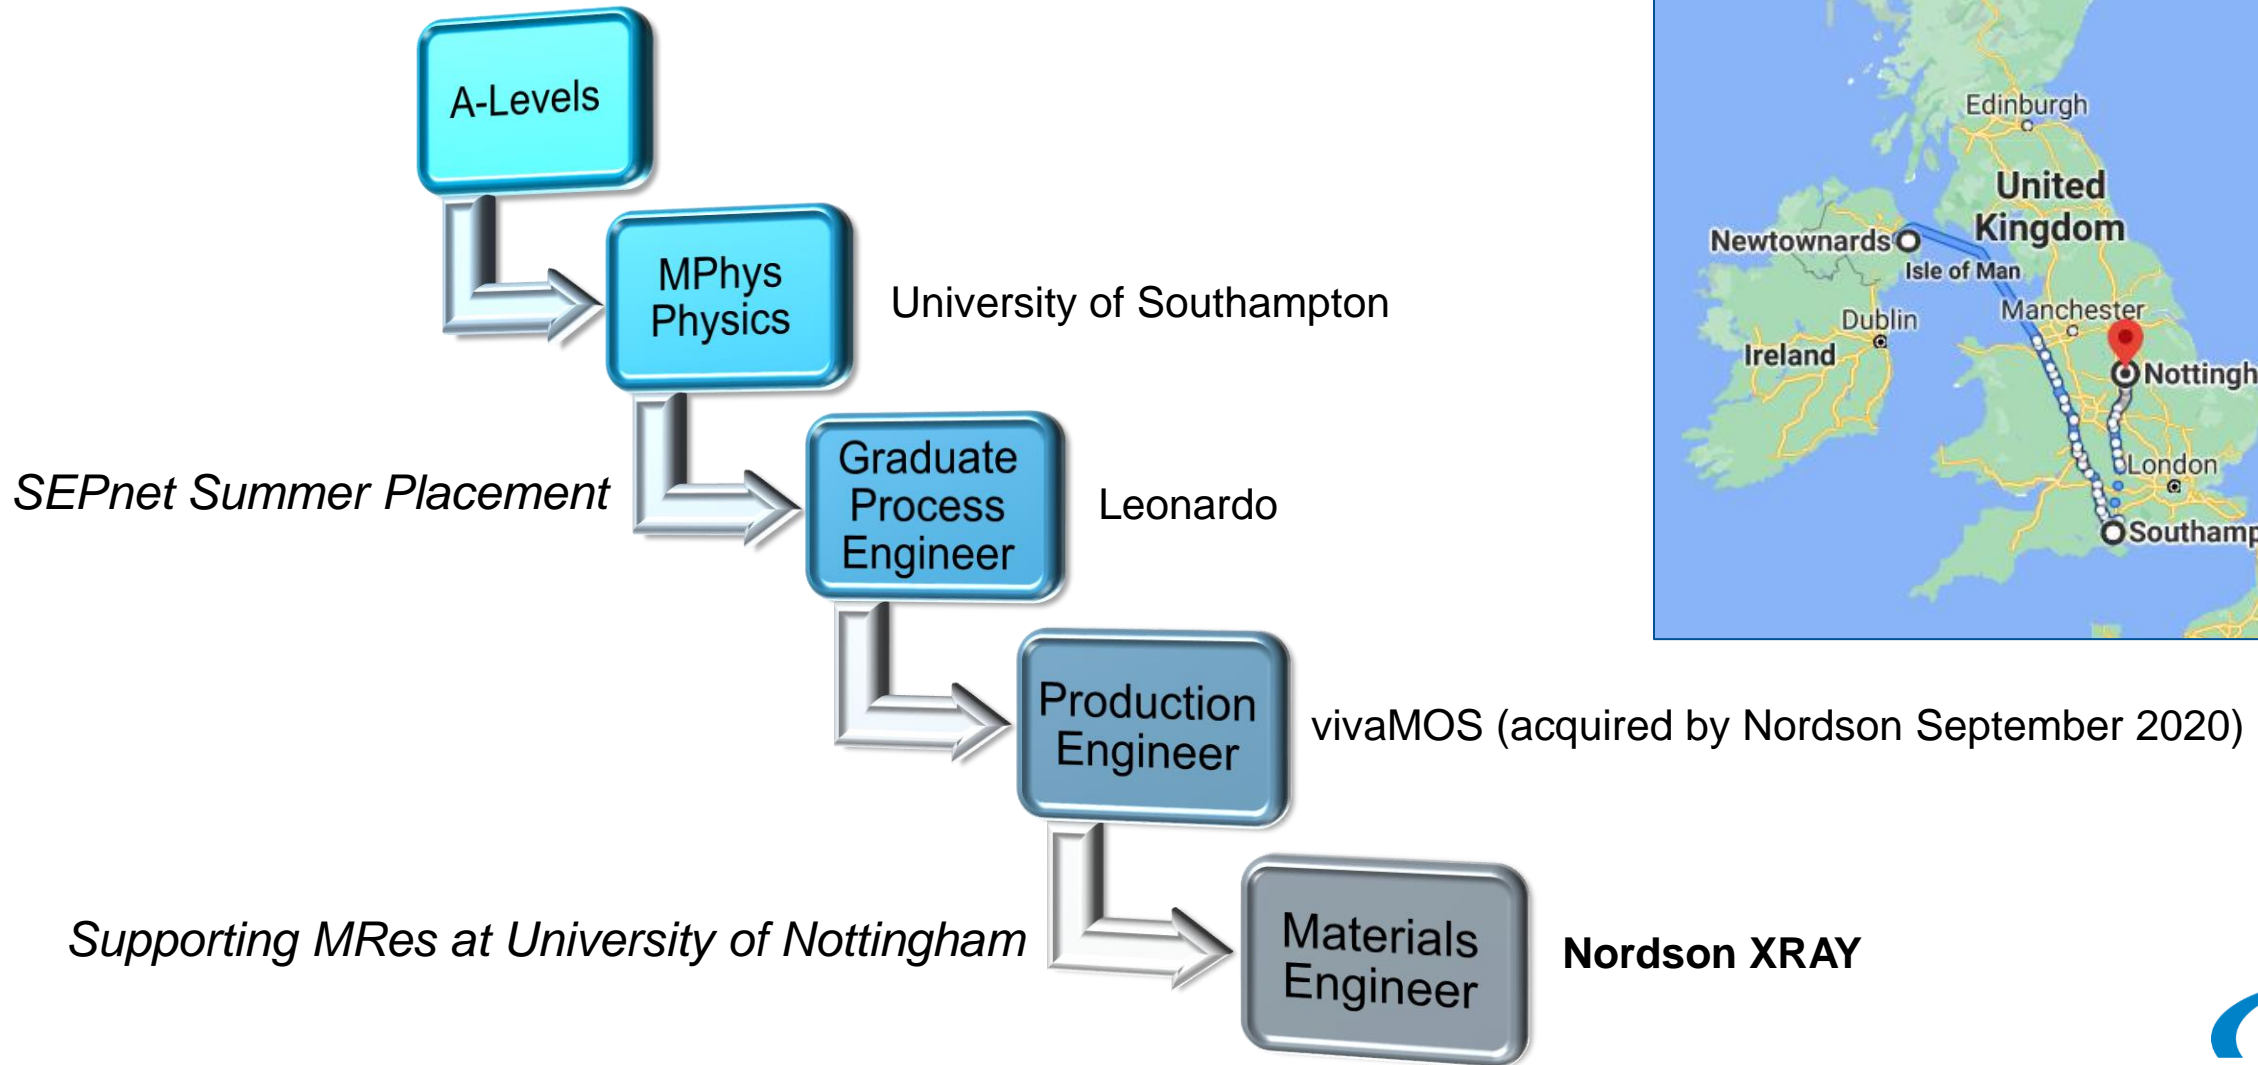 A-Levels
MPhys
Physics
University of Southampton
SEPnet Summer Placement
Graduate
Process
Engineer
Leonardo
Production
Engineer
vivaMOS (acquired by Nordson September 2020)
Supporting MRes at University of Nottingham
Materials
Engineer
Nordson XRAY
Edinburgh
United
Kingdom
Newtownards
Isle of Man
Manchester
Dublin
Ireland
Nottingh
London
Southamp